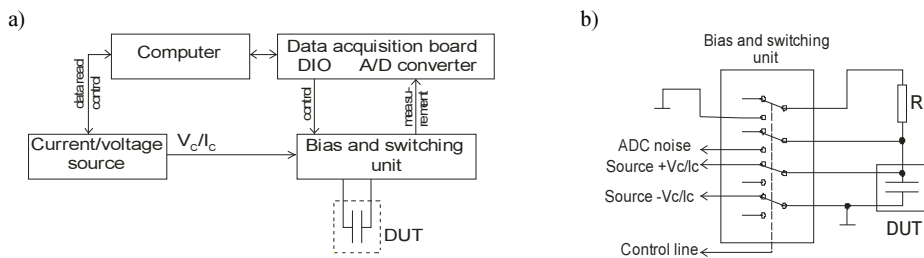 a)
Computer
Data acquisition board
DIO A/D converter
data read
control
control
measu-
rement
Current/voltage
source
VC/IC
Bias and switching
unit
DUT
b)
Bias and switching
unit
R
ADC noise
Source +Vc/Ic
Source -Vc/Ic
DUT
Control line